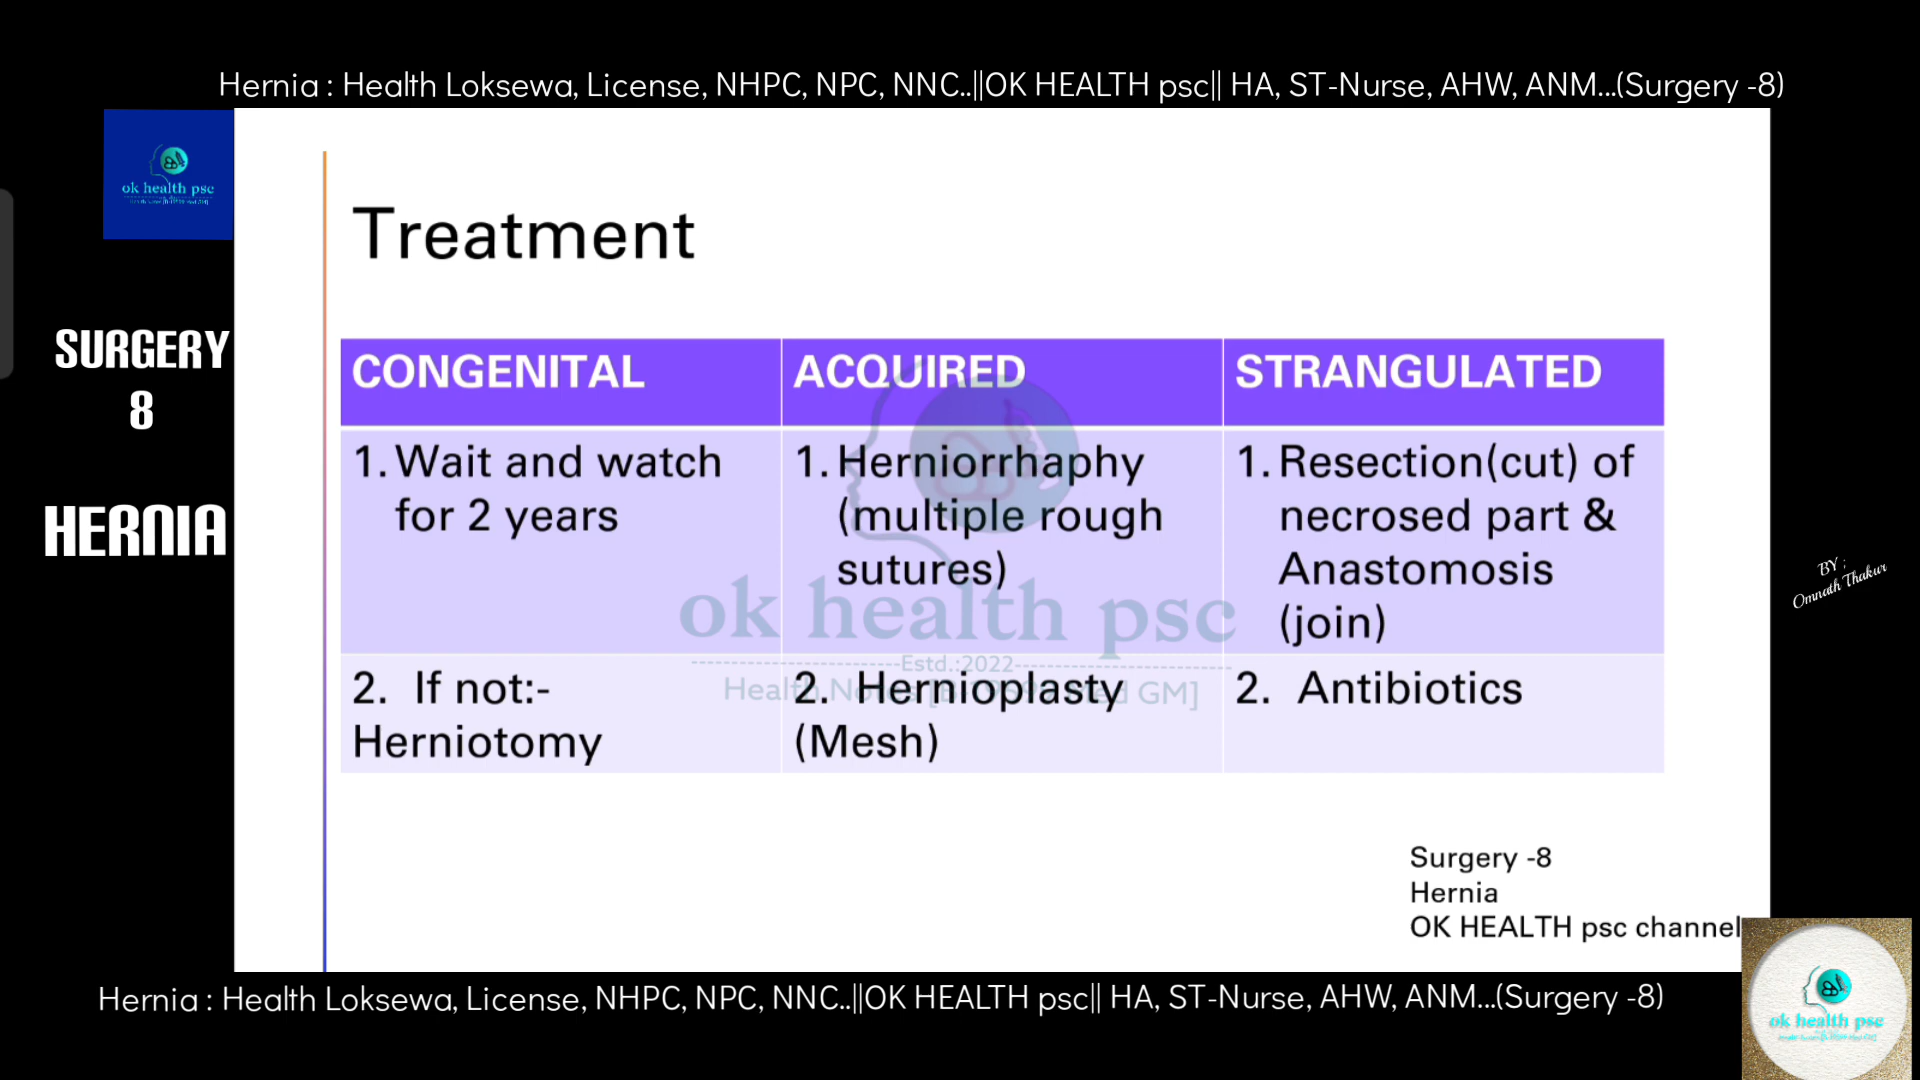 Hernia : Health Loksewa, License, NHPC, NPC, NNC..||OK HEALTH psc|| HA, ST-Nurse, AHW, ANM...(Surgery -8)
ok health psc
SURGERY
8
HERNIA
Treatment
CONGENITAL
ACQUIRED
STRANGULATED
1. Wait and watch
for 2 years
1. Herniorrhaphy
(multiple rough
sutures)
1. Resection(cut) of
necrosed part &
Anastomosis
(join)
2. If not:-
Herniotomy
2. Hernioplasty
(Mesh)
2. Antibiotics
ok health psc
Estd.:2022
BY :
Omnath Thakur
Surgery -8
Hernia
OK HEALTH psc channel
ok health psc
Hernia : Health Loksewa, License, NHPC, NPC, NNC..||OK HEALTH psc|| HA, ST-Nurse, AHW, ANM...(Surgery -8)